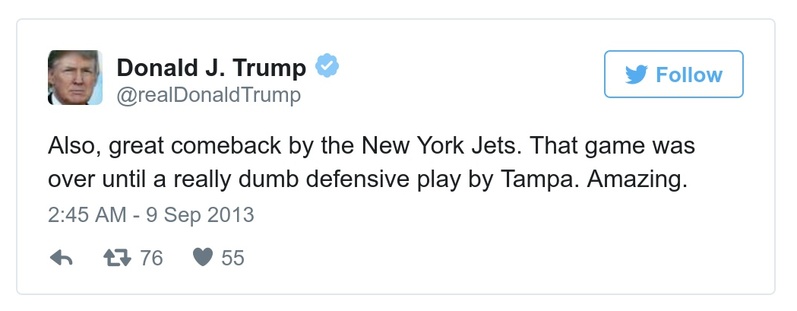 Donald J. Trump
@realDonaldTrump
Follow
Also, great comeback by the New York Jets. That game was
over until a really dumb defensive play by Tampa. Amazing.
2:45 AM - 9 Sep 2013
76 55